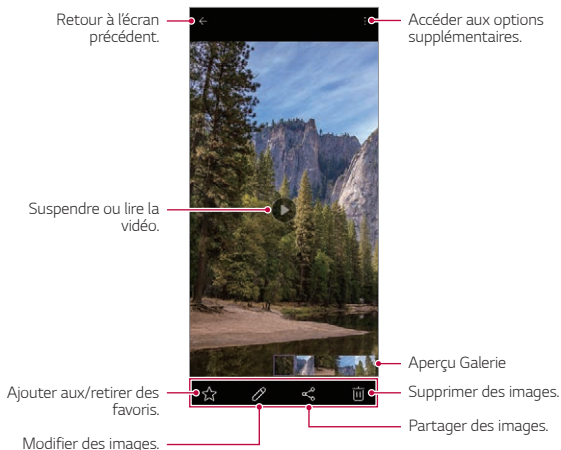 Retour à l'écran
précédent.
Accéder aux options
supplémentaires.
Suspendre ou lire la
vidéo.
Aperçu Galerie
Ajouter aux/retirer des
favoris.
Supprimer des images.
Partager des images.
Modifier des images.